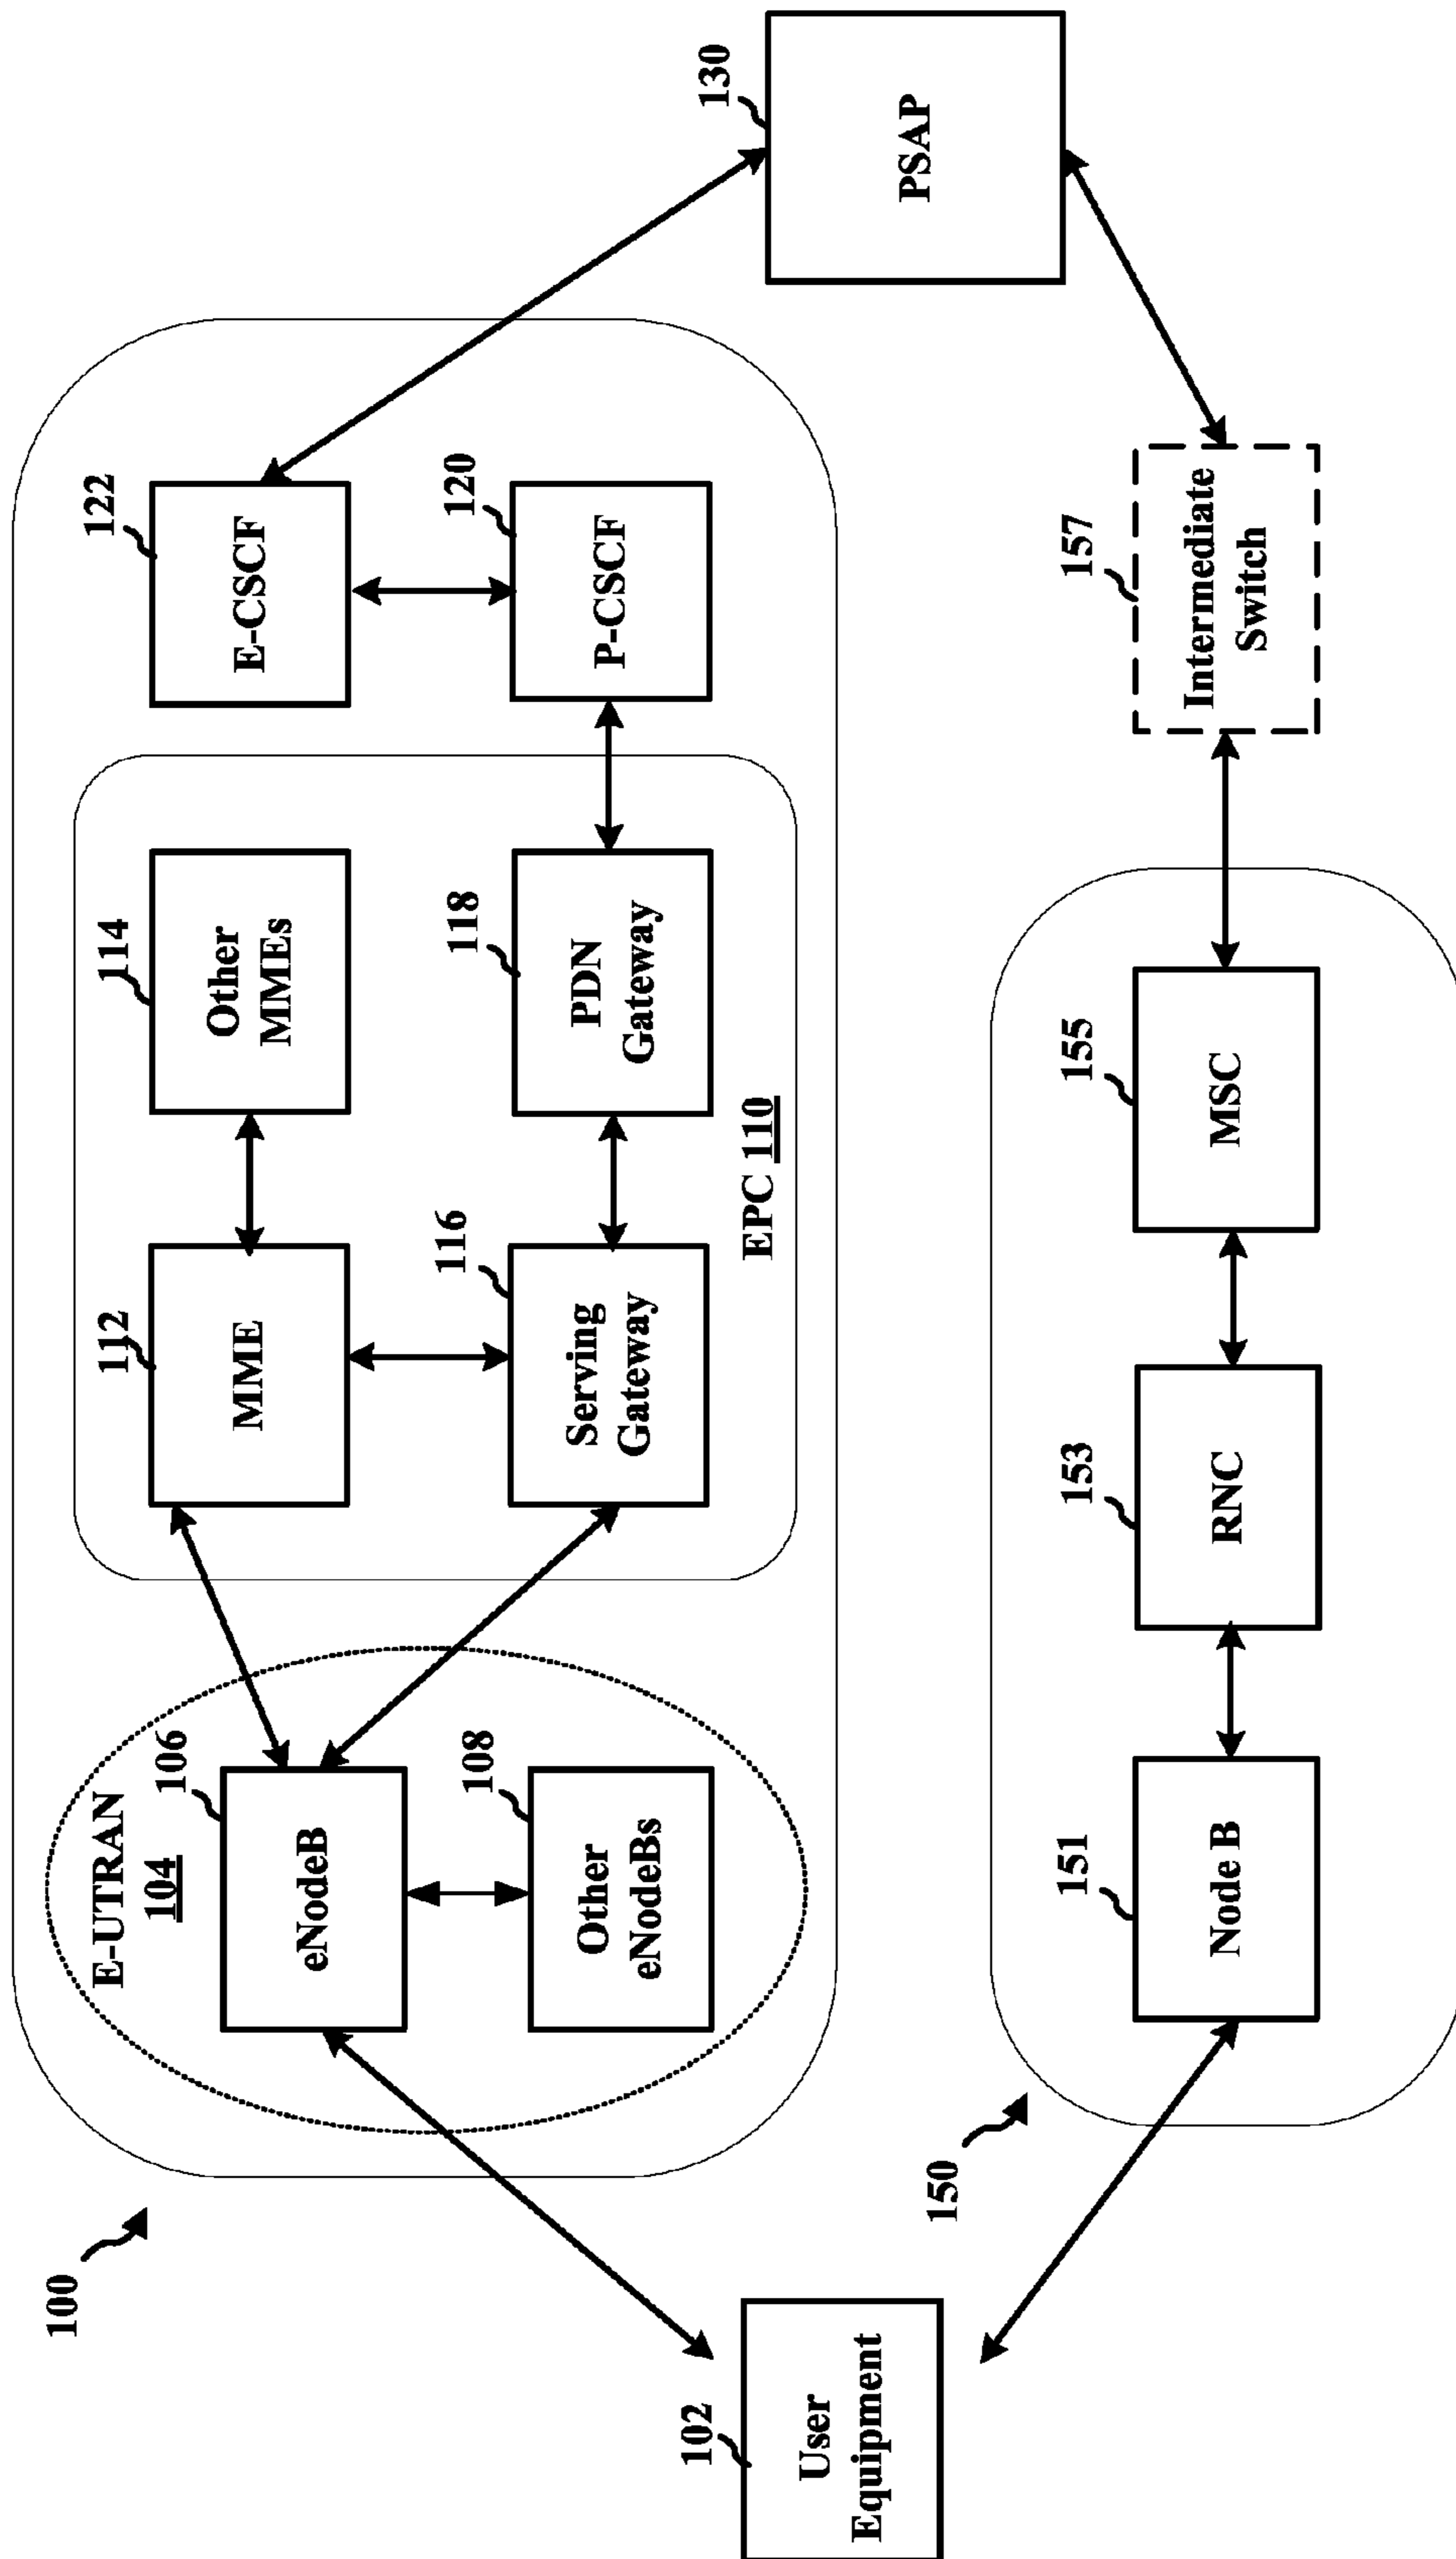 100
E-UTRAN
104
106
eNodeB
108
Other
eNodeBs
112
MME
114
Other
MMEs
116
Serving
Gateway
118
PDN
Gateway
EPC 110
122
E-CSCF
120
P-CSCF
130
PSAP
102
User
Equipment
150
151
Node B
153
RNC
155
MSC
157
Intermediate
Switch